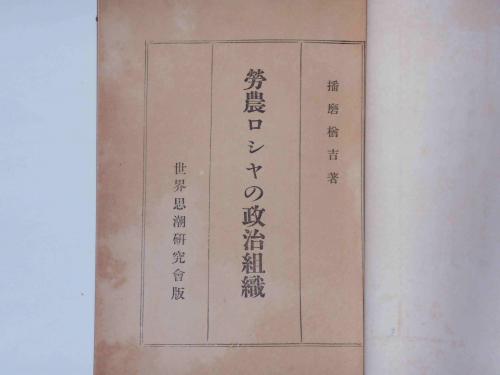 播磨楢吉著
勞農ロシヤの政治組織
世界思潮研究會版